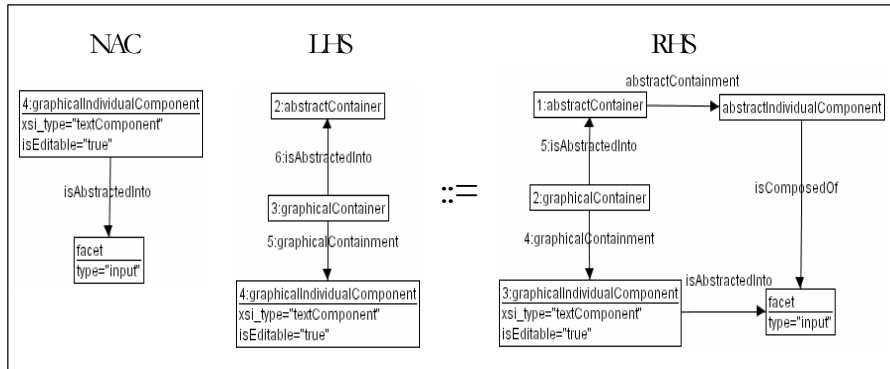 NAC
LHS
RHS
4:graphicalIndividualComponent
xsi_type="textComponent"
isEditable="true"
isAbstractedInto
facet
type="input"
2:abstractContainer
6:isAbstractedInto
3:graphicalContainer
5:graphicalContainment
4:graphicalIndividualComponent
xsi_type="textComponent"
isEditable="true"
::=
abstractContainment
1:abstractContainer
abstractIndividualComponent
5:isAbstractedInto
isComposedOf
2:graphicalContainer
4:graphicalContainment
isAbstractedInto
3:graphicalIndividualComponent
xsi_type="textComponent"
isEditable="true"
facet
type="input"